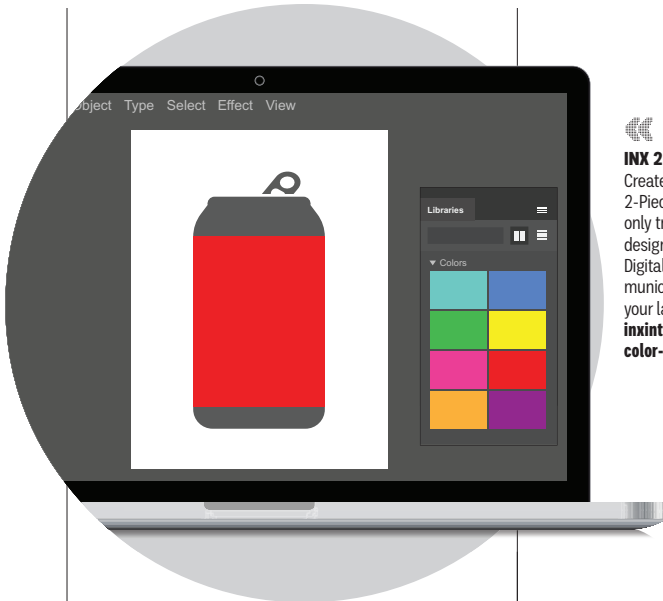 Object Type Select Effect View
Libraries
Colors
INX 2
Create
2-Piec
only tr
design
Digital
munic
your la
inxint
color-